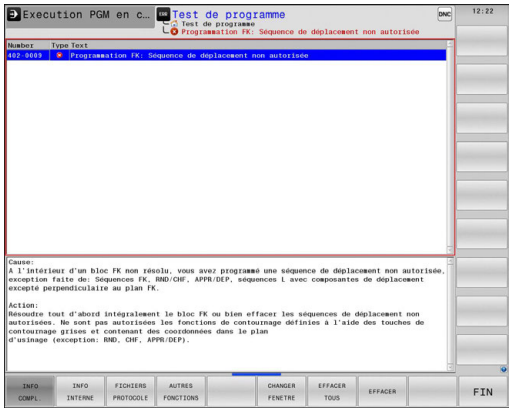 Execution PGM en c...
Test de programme
DNC
12:22
Test de programme
Programmation FK: Séquence de déplacement non autorisée
Number Type Text
402-0009 Programmation FK: Séquence de déplacement non autorisée
Cause:
A l'intérieur d'un bloc FK non résolu, vous avez programmé une séquence de déplacement non autorisée,
exception faite de: Séquences FK, RND/CHF, APPR/DEP, séquences L avec composantes de déplacement
excepté perpendiculaire au plan FK.
Action:
Résoudre tout d'abord intégralement le bloc FK ou bien effacer les séquences de déplacement non
autorisées. Ne sont pas autorisées les fonctions de contournage définies à l'aide des touches de
contournage grises et contenant des coordonnées dans le plan
d'usinage (exception: RND, CHF, APPR/DEP).
INFO COMPL.
INFO INTERNE
FICHIERS PROTOCOLE
AUTRES FONCTIONS
CHANGER FENETRE
EFFACER TOUS
EFFACER
FIN